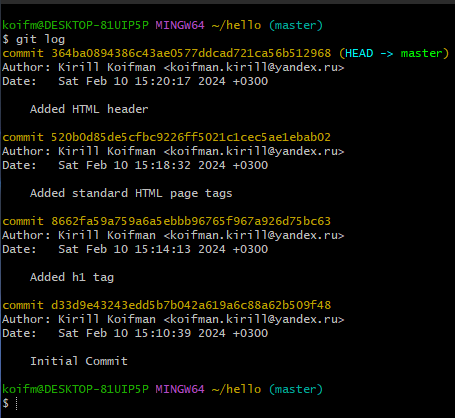 koifm@DESKTOP-81UIP5P MINGW64 ~/hello (master)
$ git log
commit 364ba0894386c43ae0577ddcad721ca56b512968 (HEAD -> master)
Author: Kirill Koifman <koifman.kirill@yandex.ru>
Date:   Sat Feb 10 15:20:17 2024 +0300
Added HTML header
commit 520b0d85de5cfbc9226ff5021c1cec5ae1ebab02
Author: Kirill Koifman <koifman.kirill@yandex.ru>
Date:   Sat Feb 10 15:18:32 2024 +0300
Added standard HTML page tags
commit 8662fa59a759a6a5ebbb96765f967a926d75bc63
Author: Kirill Koifman <koifman.kirill@yandex.ru>
Date:   Sat Feb 10 15:14:13 2024 +0300
Added h1 tag
commit d33d9e43243edd5b7b042a619a6c88a62b509f48
Author: Kirill Koifman <koifman.kirill@yandex.ru>
Date:   Sat Feb 10 15:10:39 2024 +0300
Initial Commit
koifm@DESKTOP-81UIP5P MINGW64 ~/hello (master)
$